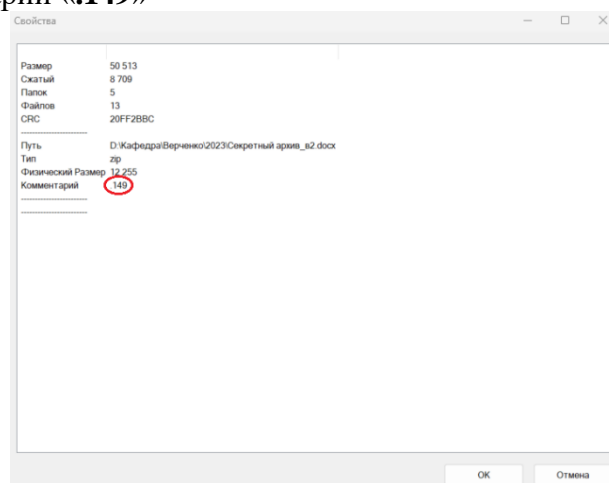 рий «.149»
Свойства
Размер 50 513
Сжатый 8 709
Папок 5
Файлов 13
CRC 20FF2BBC
-----------------------
Путь D:\Кафедра\Верченко\2023\Секретный архив_в2.docx
Тип zip
Физический Размер 12 255
Комментарий .149
-----------------------
-----------------------
OK Отмена